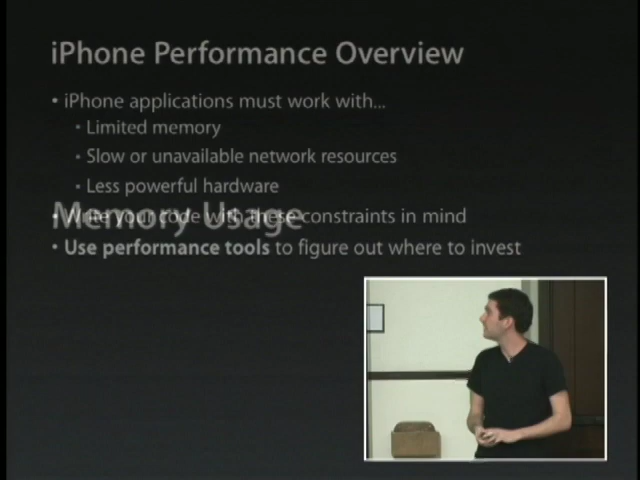 iPhone Performance Overview
• iPhone applications must work with...
▪ Limited memory
▪ Slow or unavailable network resources
▪ Less powerful hardware
• Write your code with these constraints in mind
Memory Usage
• Use performance tools to figure out where to invest